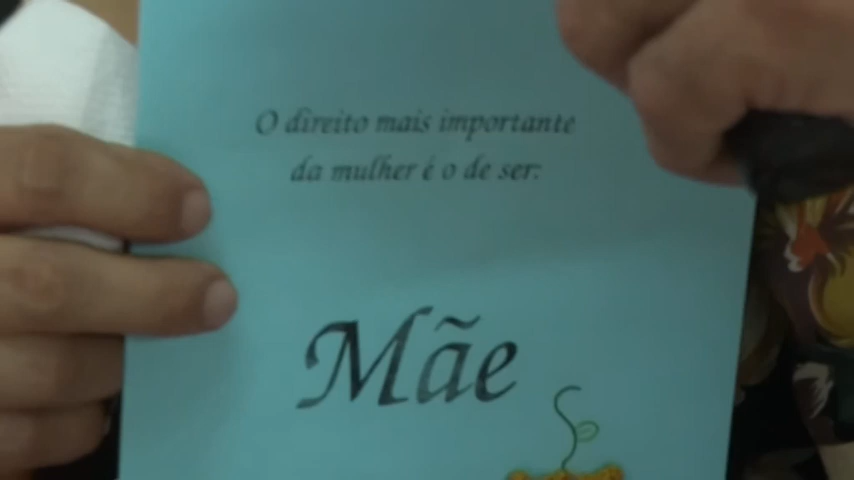 O direito mais importante
da mulher é o de ser:
Mãe